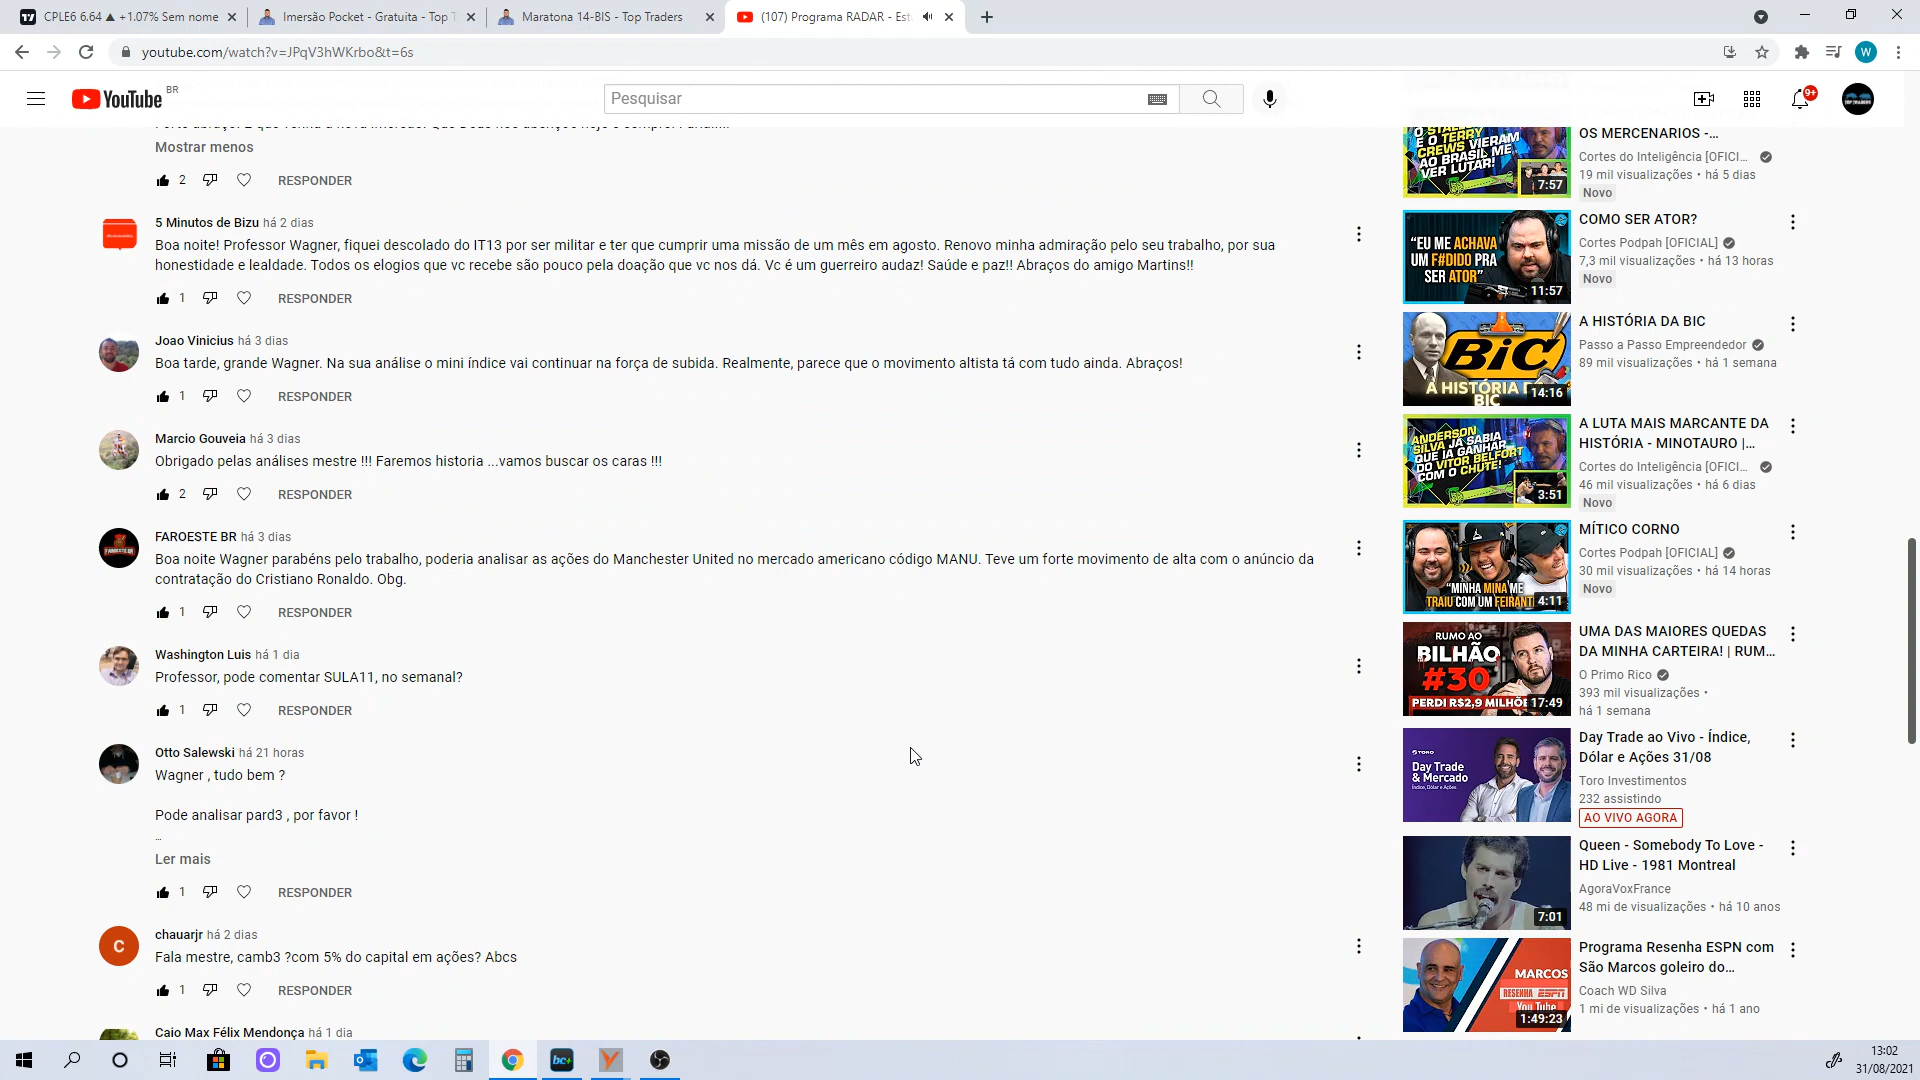 CPLE6 6.64 ▲ +1.07% Sem nome
Imersão Pocket - Gratuita - Top T
Maratona 14-BIS - Top Traders
(107) Programa RADAR - Est
youtube.com/watch?v=JPqV3hWKrbo&t=6s
W
YouTube BR
Pesquisar
9+
Mostrar menos
2
RESPONDER
5 Minutos de Bizu há 2 dias
Boa noite! Professor Wagner, fiquei descolado do IT13 por ser militar e ter que cumprir uma missão de um mês em agosto. Renovo minha admiração pelo seu trabalho, por sua
honestidade e lealdade. Todos os elogios que vc recebe são pouco pela doação que vc nos dá. Vc é um guerreiro audaz! Saúde e paz!! Abraços do amigo Martins!!
1
RESPONDER
Joao Vinicius há 3 dias
Boa tarde, grande Wagner. Na sua análise o mini índice vai continuar na força de subida. Realmente, parece que o movimento altista tá com tudo ainda. Abraços!
1
RESPONDER
Marcio Gouveia há 3 dias
Obrigado pelas análises mestre !!! Faremos historia ...vamos buscar os caras !!!
2
RESPONDER
FAROESTE BR há 3 dias
Boa noite Wagner parabéns pelo trabalho, poderia analisar as ações do Manchester United no mercado americano código MANU. Teve um forte movimento de alta com o anúncio da
contratação do Cristiano Ronaldo. Obg.
1
RESPONDER
Washington Luis há 1 dia
Professor, pode comentar SULA11, no semanal?
1
RESPONDER
Otto Salewski há 21 horas
Wagner , tudo bem ?
Pode analisar pard3 , por favor !
...
Ler mais
1
RESPONDER
C
chauarjr há 2 dias
Fala mestre, camb3 ?com 5% do capital em ações? Abcs
1
RESPONDER
Caio Max Félix Mendonça há 1 dia
E O TERRY
CREWS VIERAM
AO BRASIL ME
VER LUTAR!
7:57
OS MERCENARIOS -...
Cortes do Inteligência [OFICI...
19 mil visualizações • há 5 dias
Novo
"EU ME ACHAVA
UM F#DIDO PRA
SER ATOR"
11:57
COMO SER ATOR?
Cortes Podpah [OFICIAL]
7,3 mil visualizações • há 13 horas
Novo
BiC
A HISTÓRIA
BIC
14:16
A HISTÓRIA DA BIC
Passo a Passo Empreendedor
89 mil visualizações • há 1 semana
ANDERSON
SILVA JÁ SABIA
QUE IA GANHAR
DO VITOR BELFORT
COM O CHUTE!
3:51
A LUTA MAIS MARCANTE DA
HISTÓRIA - MINOTAURO |...
Cortes do Inteligência [OFICI...
46 mil visualizações • há 6 dias
Novo
"MINHA MINA ME
TRAIU COM UM FEIRANT
4:11
MÍTICO CORNO
Cortes Podpah [OFICIAL]
30 mil visualizações • há 14 horas
Novo
RUMO AO
BILHÃO
#30
PERDI R$2,9 MILHÕE
17:49
UMA DAS MAIORES QUEDAS
DA MINHA CARTEIRA! | RUM...
O Primo Rico
393 mil visualizações •
há 1 semana
TORO
Day Trade
& Mercado
Índice, Dólar e Ações
Day Trade ao Vivo - Índice,
Dólar e Ações 31/08
Toro Investimentos
232 assistindo
AO VIVO AGORA
7:01
Queen - Somebody To Love -
HD Live - 1981 Montreal
AgoraVoxFrance
48 mi de visualizações • há 10 anos
MARCOS
RESENHA ESPN
You Tube
1:49:23
Programa Resenha ESPN com
São Marcos goleiro do...
Coach WD Silva
1 mi de visualizações • há 1 ano
bc+
13:02
31/08/2021